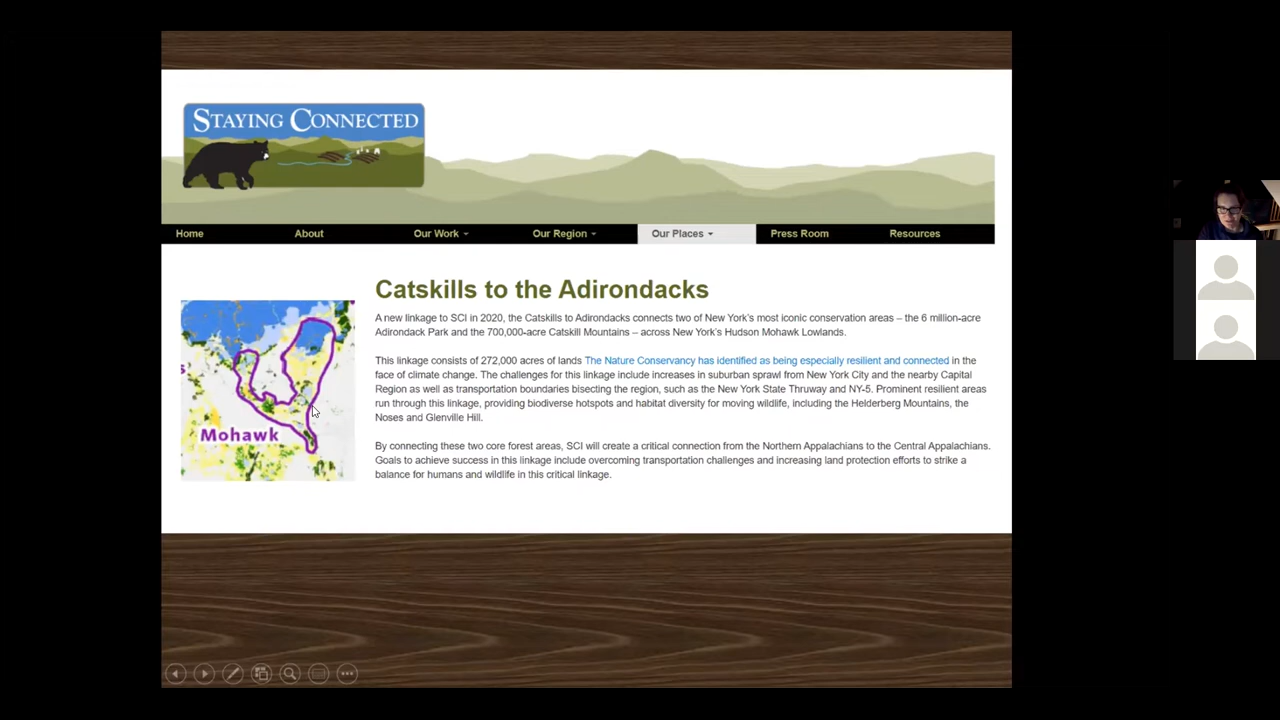 STAYING CONNECTED
Home About Our Work Our Region Our Places Press Room Resources
Catskills to the Adirondacks
A new linkage to SCI in 2020, the Catskills to Adirondacks connects two of New York's most iconic conservation areas – the 6 million-acre
Adirondack Park and the 700,000-acre Catskill Mountains – across New York's Hudson Mohawk Lowlands.
This linkage consists of 272,000 acres of lands The Nature Conservancy has identified as being especially resilient and connected in the
face of climate change. The challenges for this linkage include increases in suburban sprawl from New York City and the nearby Capital
Region as well as transportation boundaries bisecting the region, such as the New York State Thruway and NY-5. Prominent resilient areas
run through this linkage, providing biodiverse hotspots and habitat diversity for moving wildlife, including the Helderberg Mountains, the
Noses and Glenville Hill.
By connecting these two core forest areas, SCI will create a critical connection from the Northern Appalachians to the Central Appalachians.
Goals to achieve success in this linkage include overcoming transportation challenges and increasing land protection efforts to strike a
balance for humans and wildlife in this critical linkage.
s
Mohawk